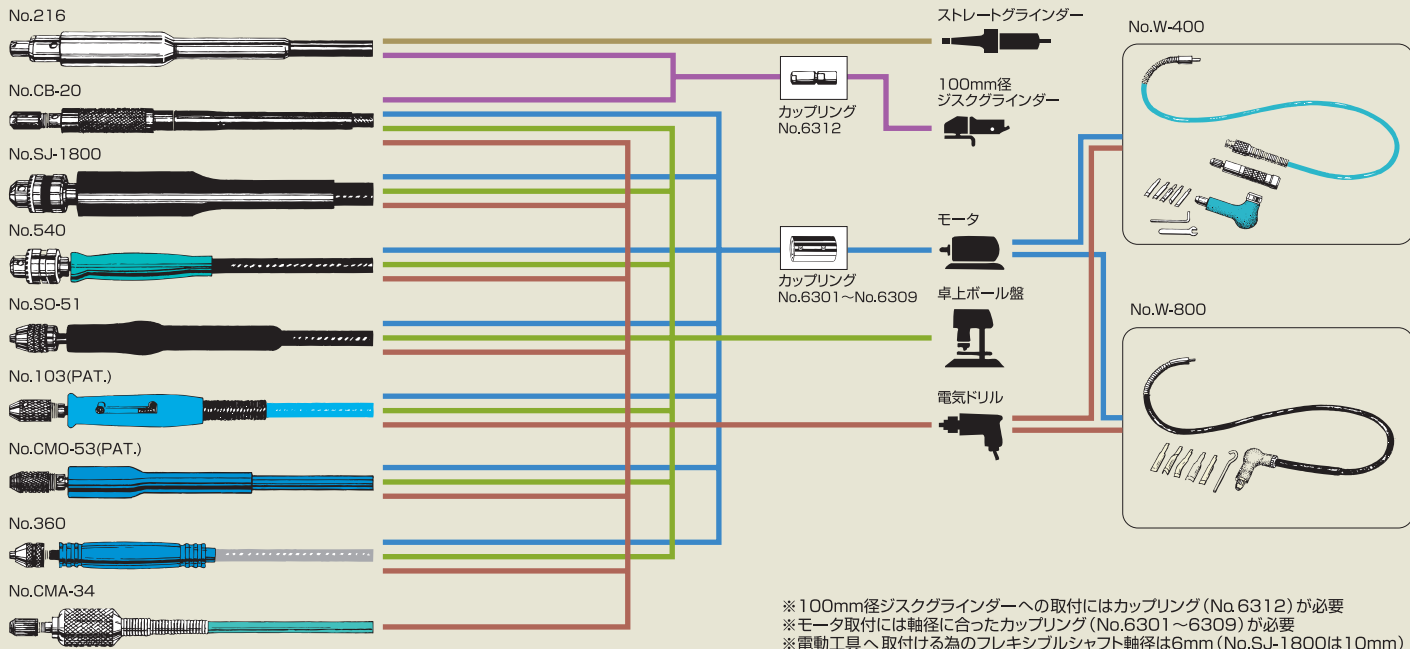 No.216
No.CB-20
No.SJ-1800
No.540
No.SO-51
No.103(PAT.)
No.CMO-53(PAT.)
No.360
No.CMA-34
カップリング
No.6312
カップリング
No.6301〜No.6309
ストレートグラインダー
100mm径
ジスクグラインダー
モータ
卓上ボール盤
電気ドリル
No.W-400
No.W-800
※100mm径ジスクグラインダーへの取付にはカップリング(No.6312)が必要
※モータ取付には軸径に合ったカップリング(No.6301〜6309)が必要
※電動工具へ取付ける為のフレキシブルシャフト軸径は6mm(No.SJ-1800は10mm)